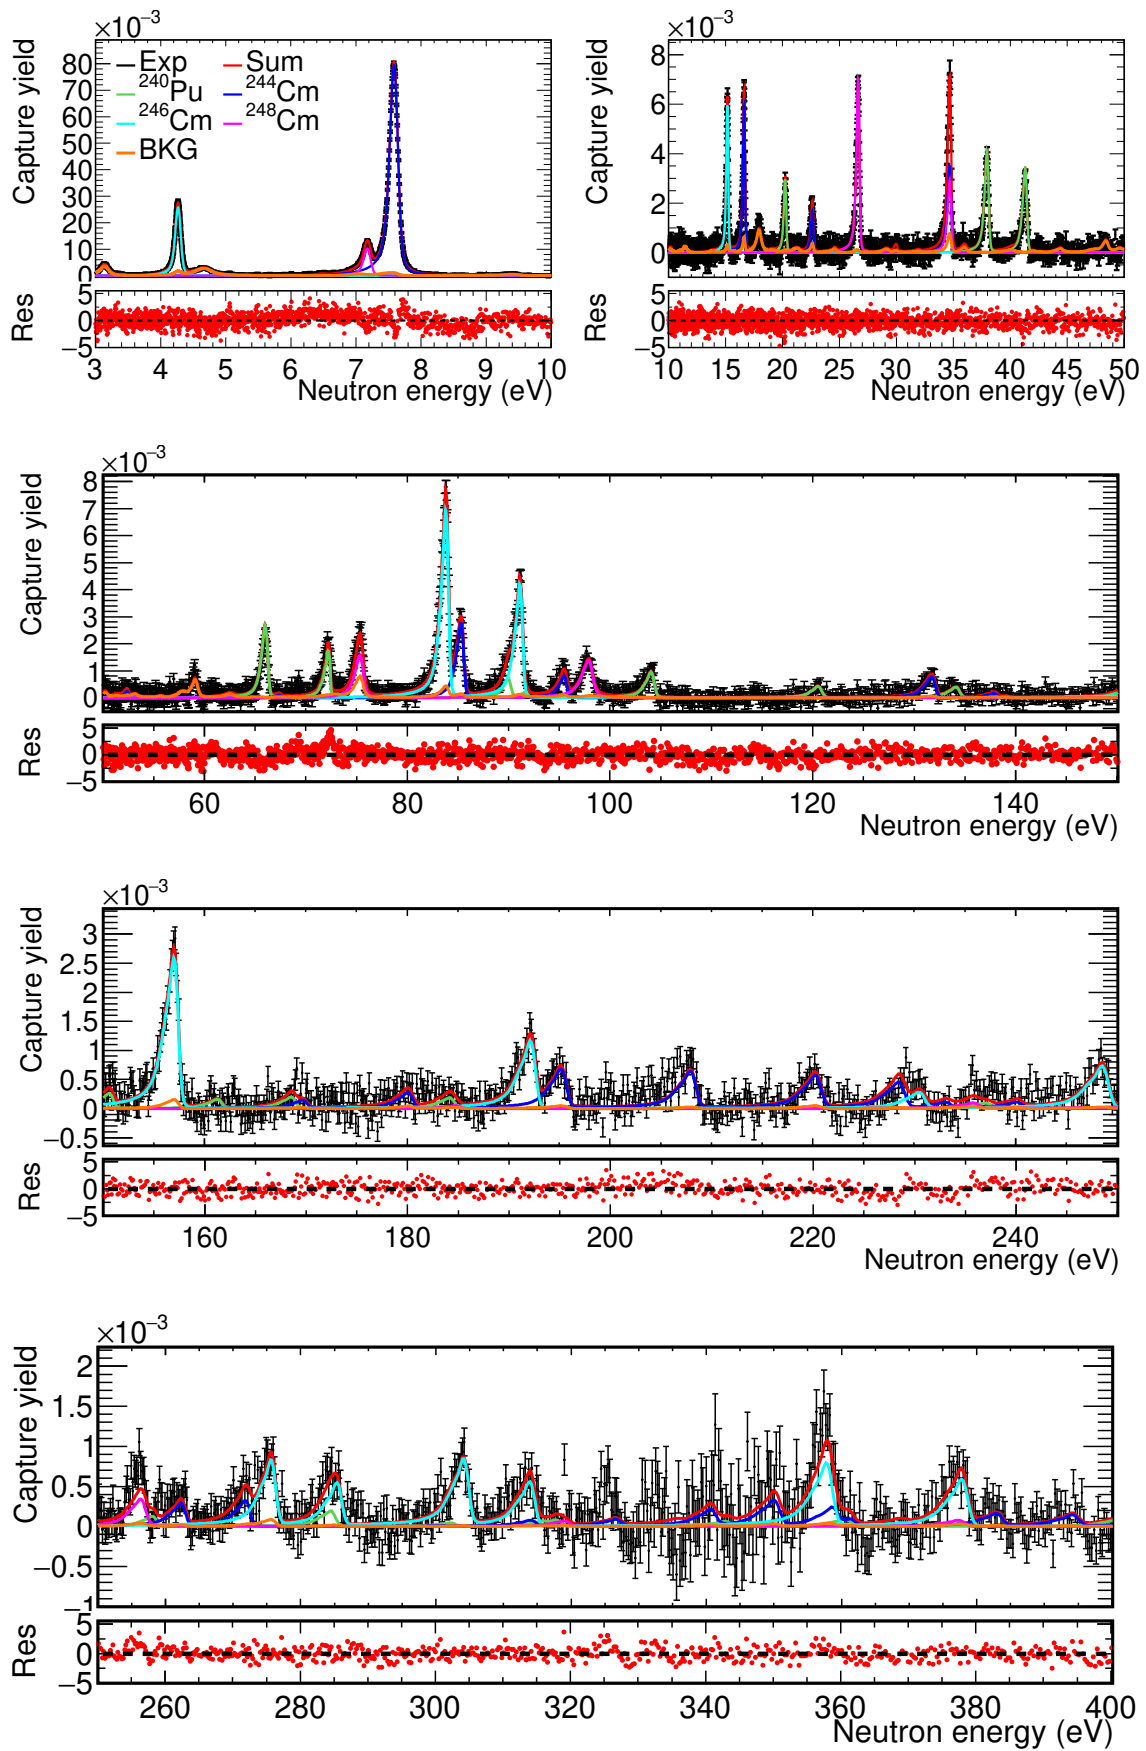 ×10⁻³
Capture yield
80
70
60
50
40
30
20
10
0
Exp
Sum
²⁴⁰Pu
²⁴⁴Cm
²⁴⁶Cm
²⁴⁸Cm
BKG
Res
5
0
−5
3 4 5 6 7 8 9 10
Neutron energy (eV)
×10⁻³
Capture yield
8
6
4
2
0
Res
5
0
−5
10 15 20 25 30 35 40 45 50
Neutron energy (eV)
×10⁻³
Capture yield
8
7
6
5
4
3
2
1
0
Res
5
0
−5
60 80 100 120 140
Neutron energy (eV)
×10⁻³
Capture yield
3
2.5
2
1.5
1
0.5
0
−0.5
Res
5
0
−5
160 180 200 220 240
Neutron energy (eV)
×10⁻³
Capture yield
2
1.5
1
0.5
0
−0.5
−1
Res
5
0
−5
260 280 300 320 340 360 380 400
Neutron energy (eV)